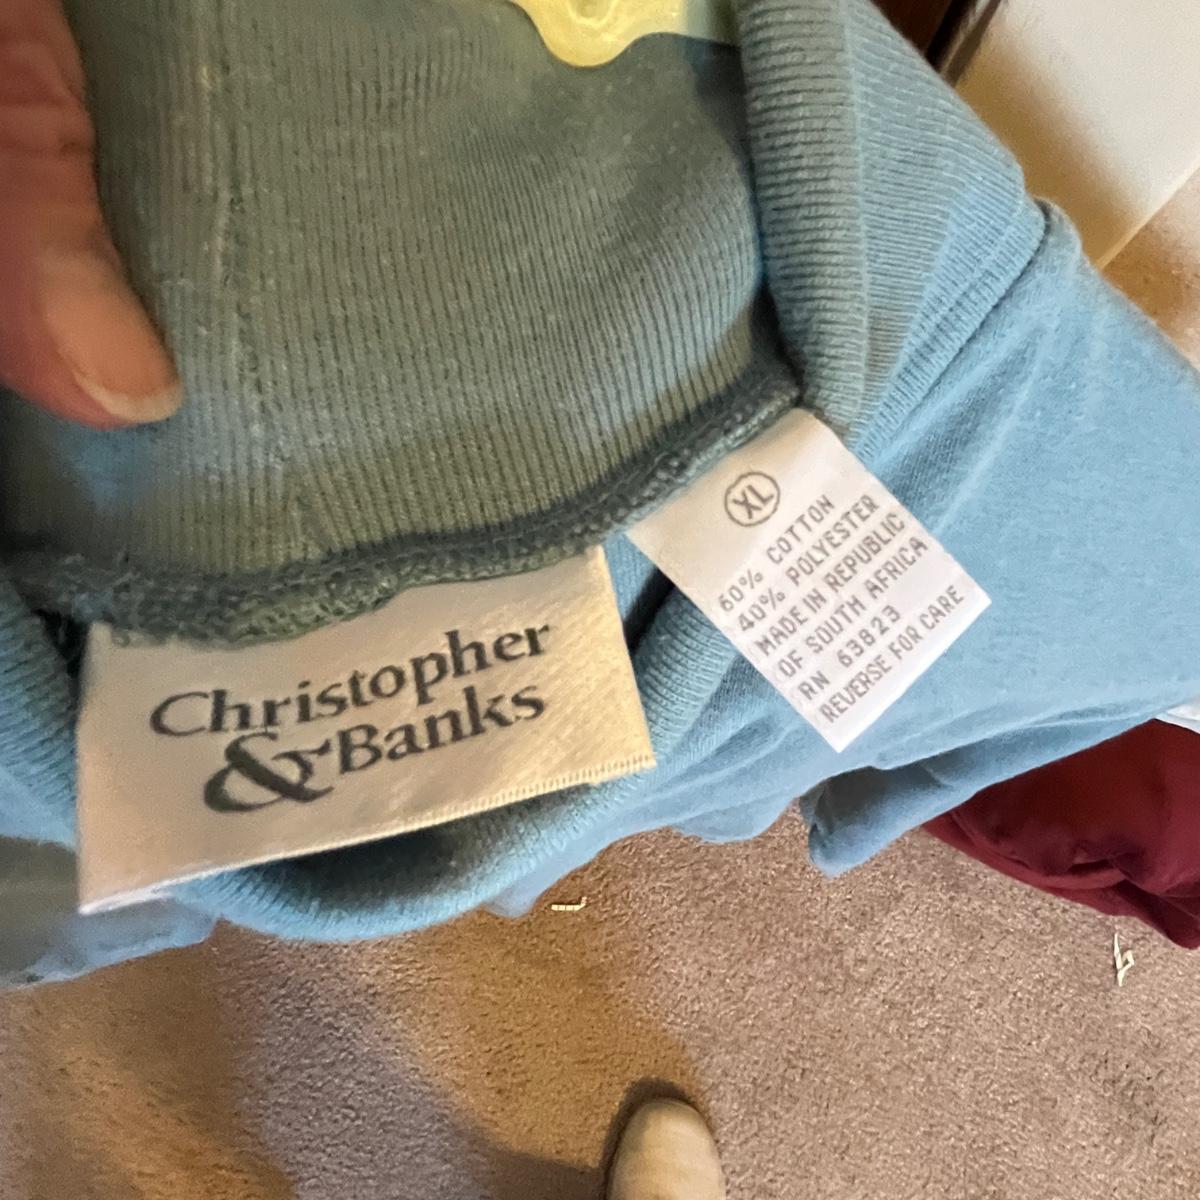 Christopher
& Banks
XL
60% COTTON
40% POLYESTER
MADE IN REPUBLIC
OF SOUTH AFRICA
RN 63823
REVERSE FOR CARE